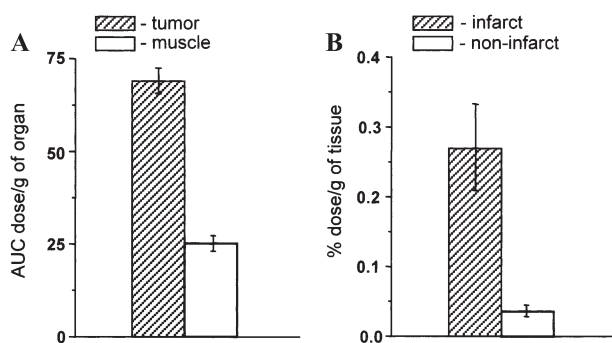 A
- tumor
- muscle
75
50
25
0
AUC dose/g of organ
B
- infarct
- non-infarct
0.4
0.3
0.2
0.1
0.0
% dose/g of tissue